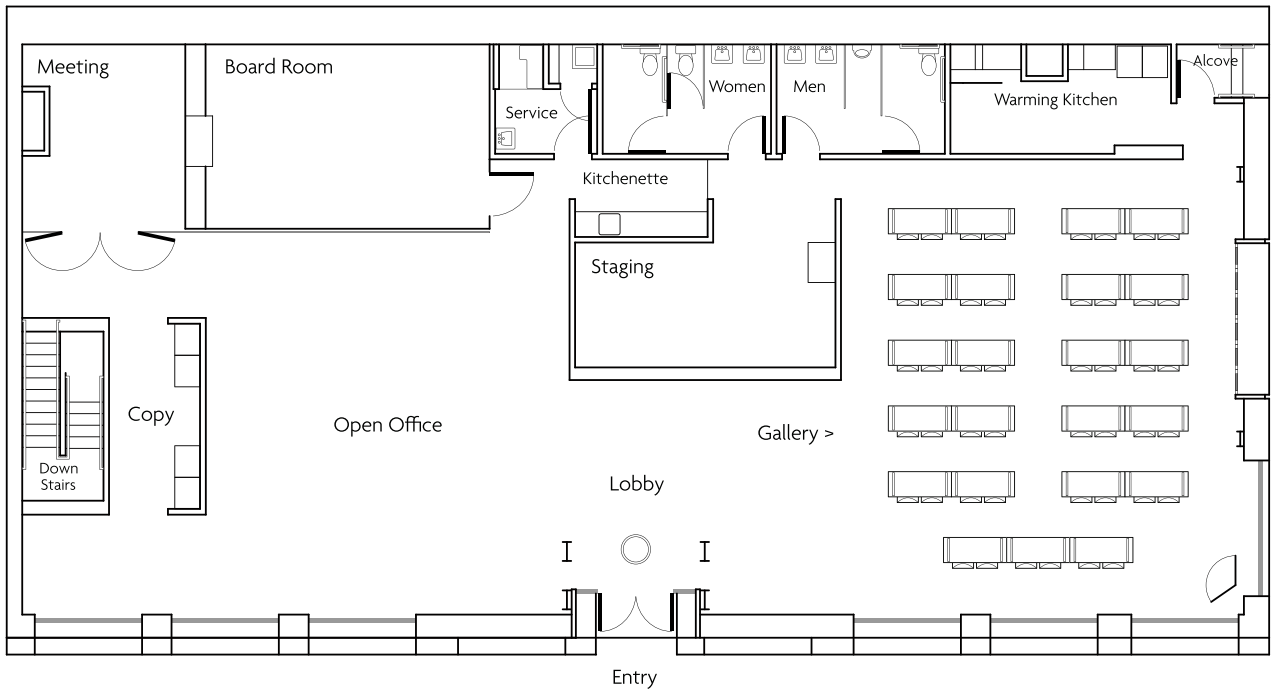 Meeting
Board Room
Service
Women
Men
Warming Kitchen
Alcove
Kitchenette
Staging
Copy
Open Office
Gallery >
Down
Stairs
Lobby
Entry